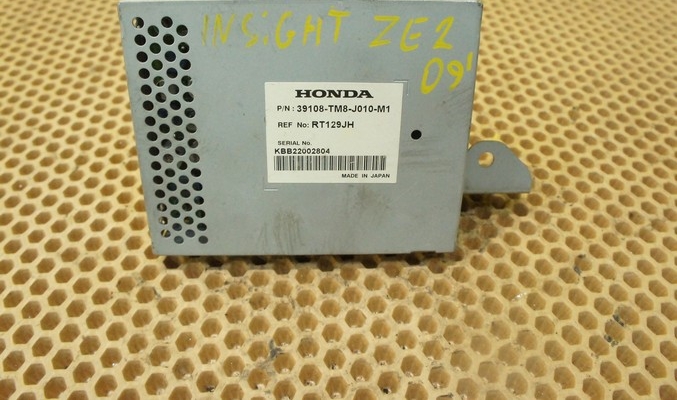 INSiGHT ZE2
09'
HONDA
P/N : 39108-TM8-J010-M1
REF No: RT129JH
SERIAL No.
KBB22002804
MADE IN JAPAN